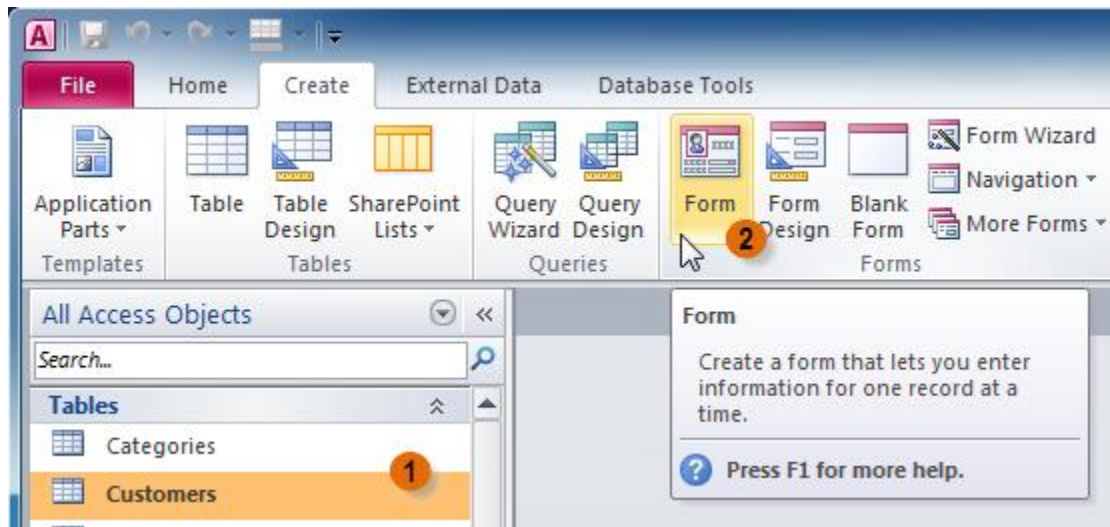 A
File Home Create External Data Database Tools
Application Parts
Table
Table Design
SharePoint Lists
Query Wizard
Query Design
Form
Form Design
Blank Form
Form Wizard
Navigation
More Forms
2
Templates Tables Queries Forms
All Access Objects «
Search...
Tables
Categories
Customers
1
Form
Create a form that lets you enter
information for one record at a
time.
? Press F1 for more help.